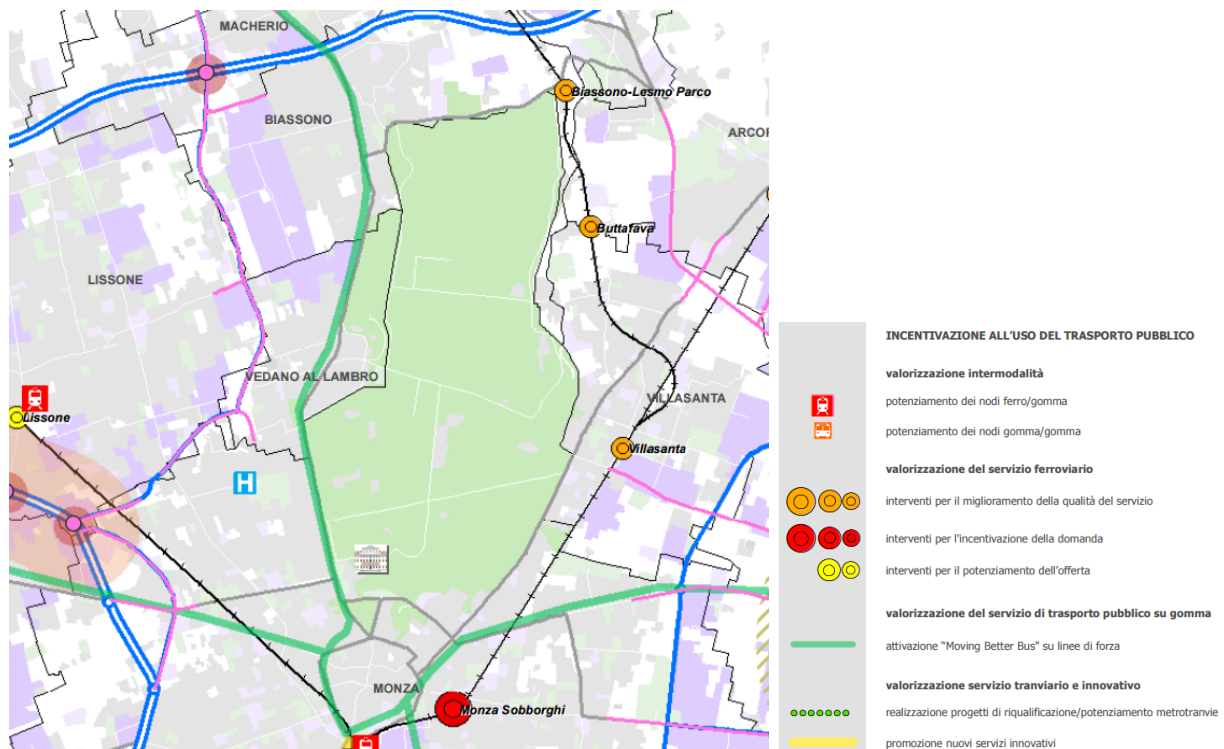 MACHERIO
Biassono-Lesmo Parco
BIASSONO
ARCOR
Buttafava
LISSONE
VEDANO AL LAMBRO
VILLASANTA
Lissone
Villasanta
H
MONZA
Monza Sobborghi
INCENTIVAZIONE ALL'USO DEL TRASPORTO PUBBLICO
valorizzazione intermodalità
potenziamento dei nodi ferro/gomma
potenziamento dei nodi gomma/gomma
valorizzazione del servizio ferroviario
interventi per il miglioramento della qualità del servizio
interventi per l'incentivazione della domanda
interventi per il potenziamento dell'offerta
valorizzazione del servizio di trasporto pubblico su gomma
attivazione "Moving Better Bus" su linee di forza
valorizzazione servizio tranviario e innovativo
realizzazione progetti di riqualificazione/potenziamento metrotranvie
promozione nuovi servizi innovativi